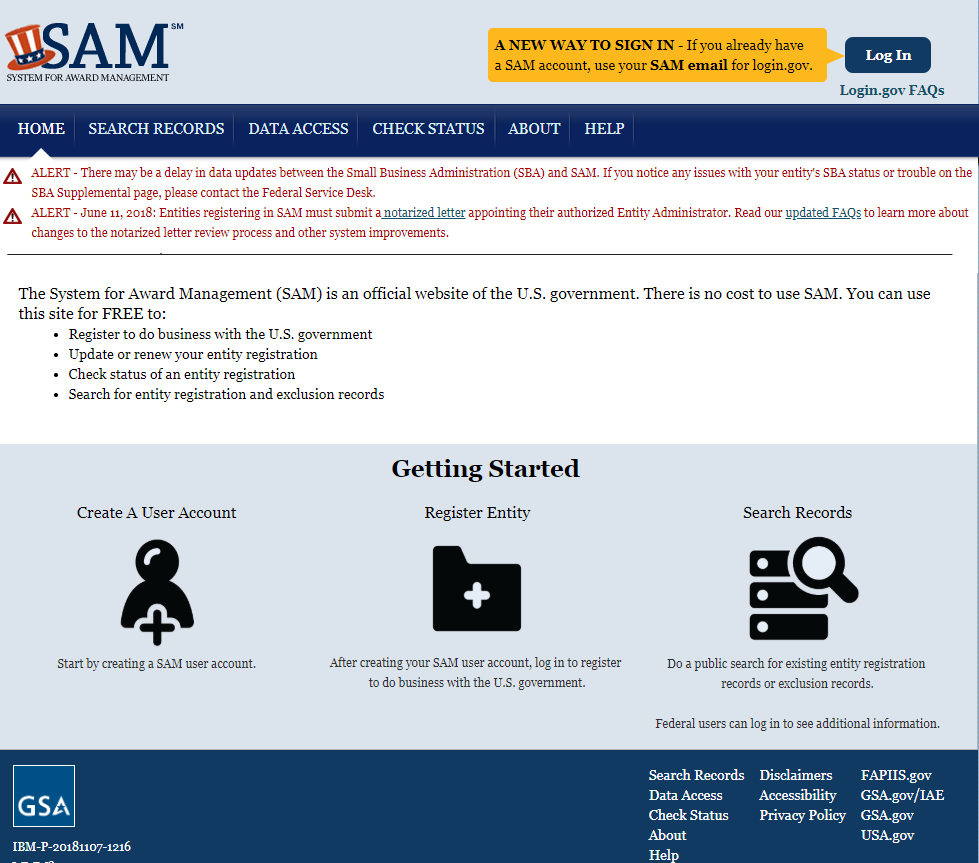 SAM SM
SYSTEM FOR AWARD MANAGEMENT
A NEW WAY TO SIGN IN - If you already have
a SAM account, use your SAM email for login.gov.
Log In
Login.gov FAQs
HOME SEARCH RECORDS DATA ACCESS CHECK STATUS ABOUT HELP
ALERT - There may be a delay in data updates between the Small Business Administration (SBA) and SAM. If you notice any issues with your entity's SBA status or trouble on the
SBA Supplemental page, please contact the Federal Service Desk.
ALERT - June 11, 2018: Entities registering in SAM must submit a notarized letter appointing their authorized Entity Administrator. Read our updated FAQs to learn more about
changes to the notarized letter review process and other system improvements.
The System for Award Management (SAM) is an official website of the U.S. government. There is no cost to use SAM. You can use
this site for FREE to:
• Register to do business with the U.S. government
• Update or renew your entity registration
• Check status of an entity registration
• Search for entity registration and exclusion records
Getting Started
Create A User Account
Start by creating a SAM user account.
Register Entity
After creating your SAM user account, log in to register
to do business with the U.S. government.
Search Records
Do a public search for existing entity registration
records or exclusion records.
Federal users can log in to see additional information.
GSA
IBM-P-20181107-1216
Search Records
Data Access
Check Status
About
Help
Disclaimers
Accessibility
Privacy Policy
FAPIIS.gov
GSA.gov/IAE
GSA.gov
USA.gov